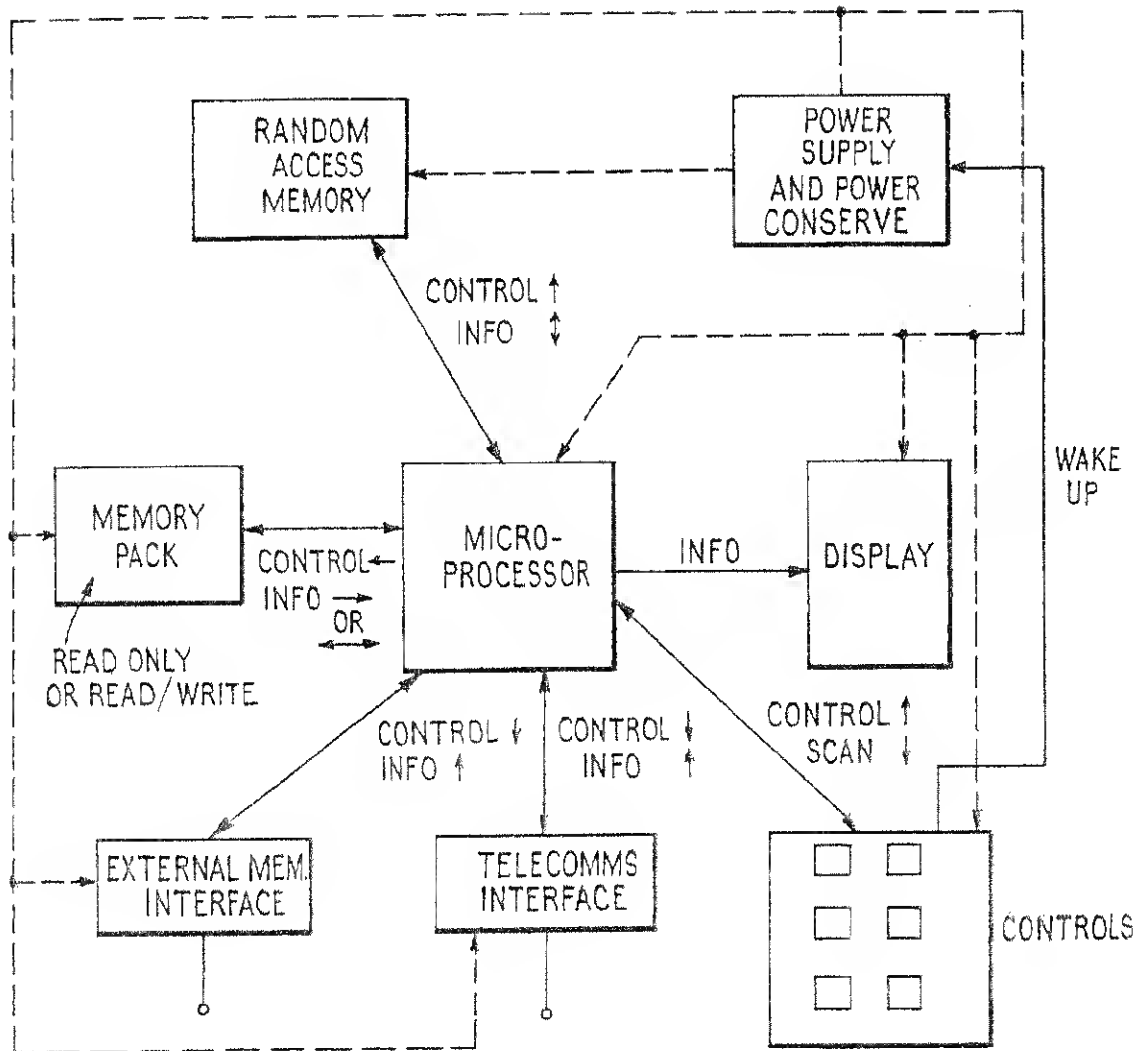 RANDOM
ACCESS
MEMORY
POWER
SUPPLY
AND POWER
CONSERVE
CONTROL ↑
INFO ↕
WAKE
UP
MEMORY
PACK
CONTROL ←
INFO →
OR
↔
READ ONLY
OR READ/WRITE
MICRO-
PROCESSOR
INFO
DISPLAY
CONTROL ↓
INFO ↑
CONTROL ↓
INFO ↑
CONTROL ↑
SCAN ↓
EXTERNAL MEM.
INTERFACE
TELECOMMS
INTERFACE
CONTROLS